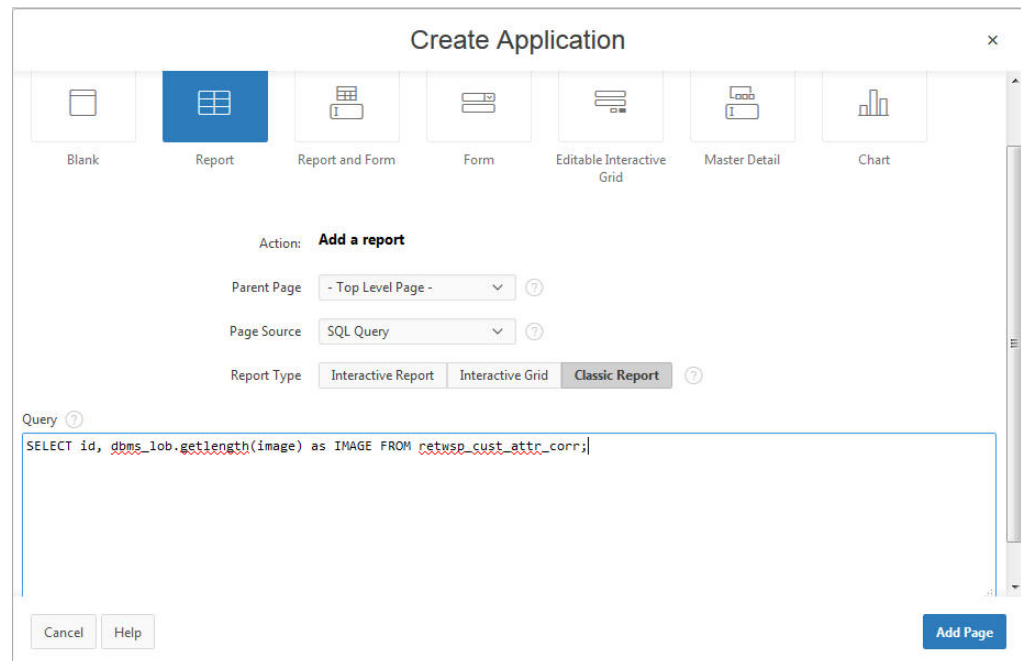 Create Application
×
Blank
Report
Report and Form
Form
Editable Interactive
Grid
Master Detail
Chart
Action: Add a report
Parent Page - Top Level Page - ?
Page Source SQL Query ?
Report Type Interactive Report Interactive Grid Classic Report ?
Query ?
SELECT id, dbms_lob.getlength(image) as IMAGE FROM retwsp_cust_attr_corr;
Cancel Help Add Page